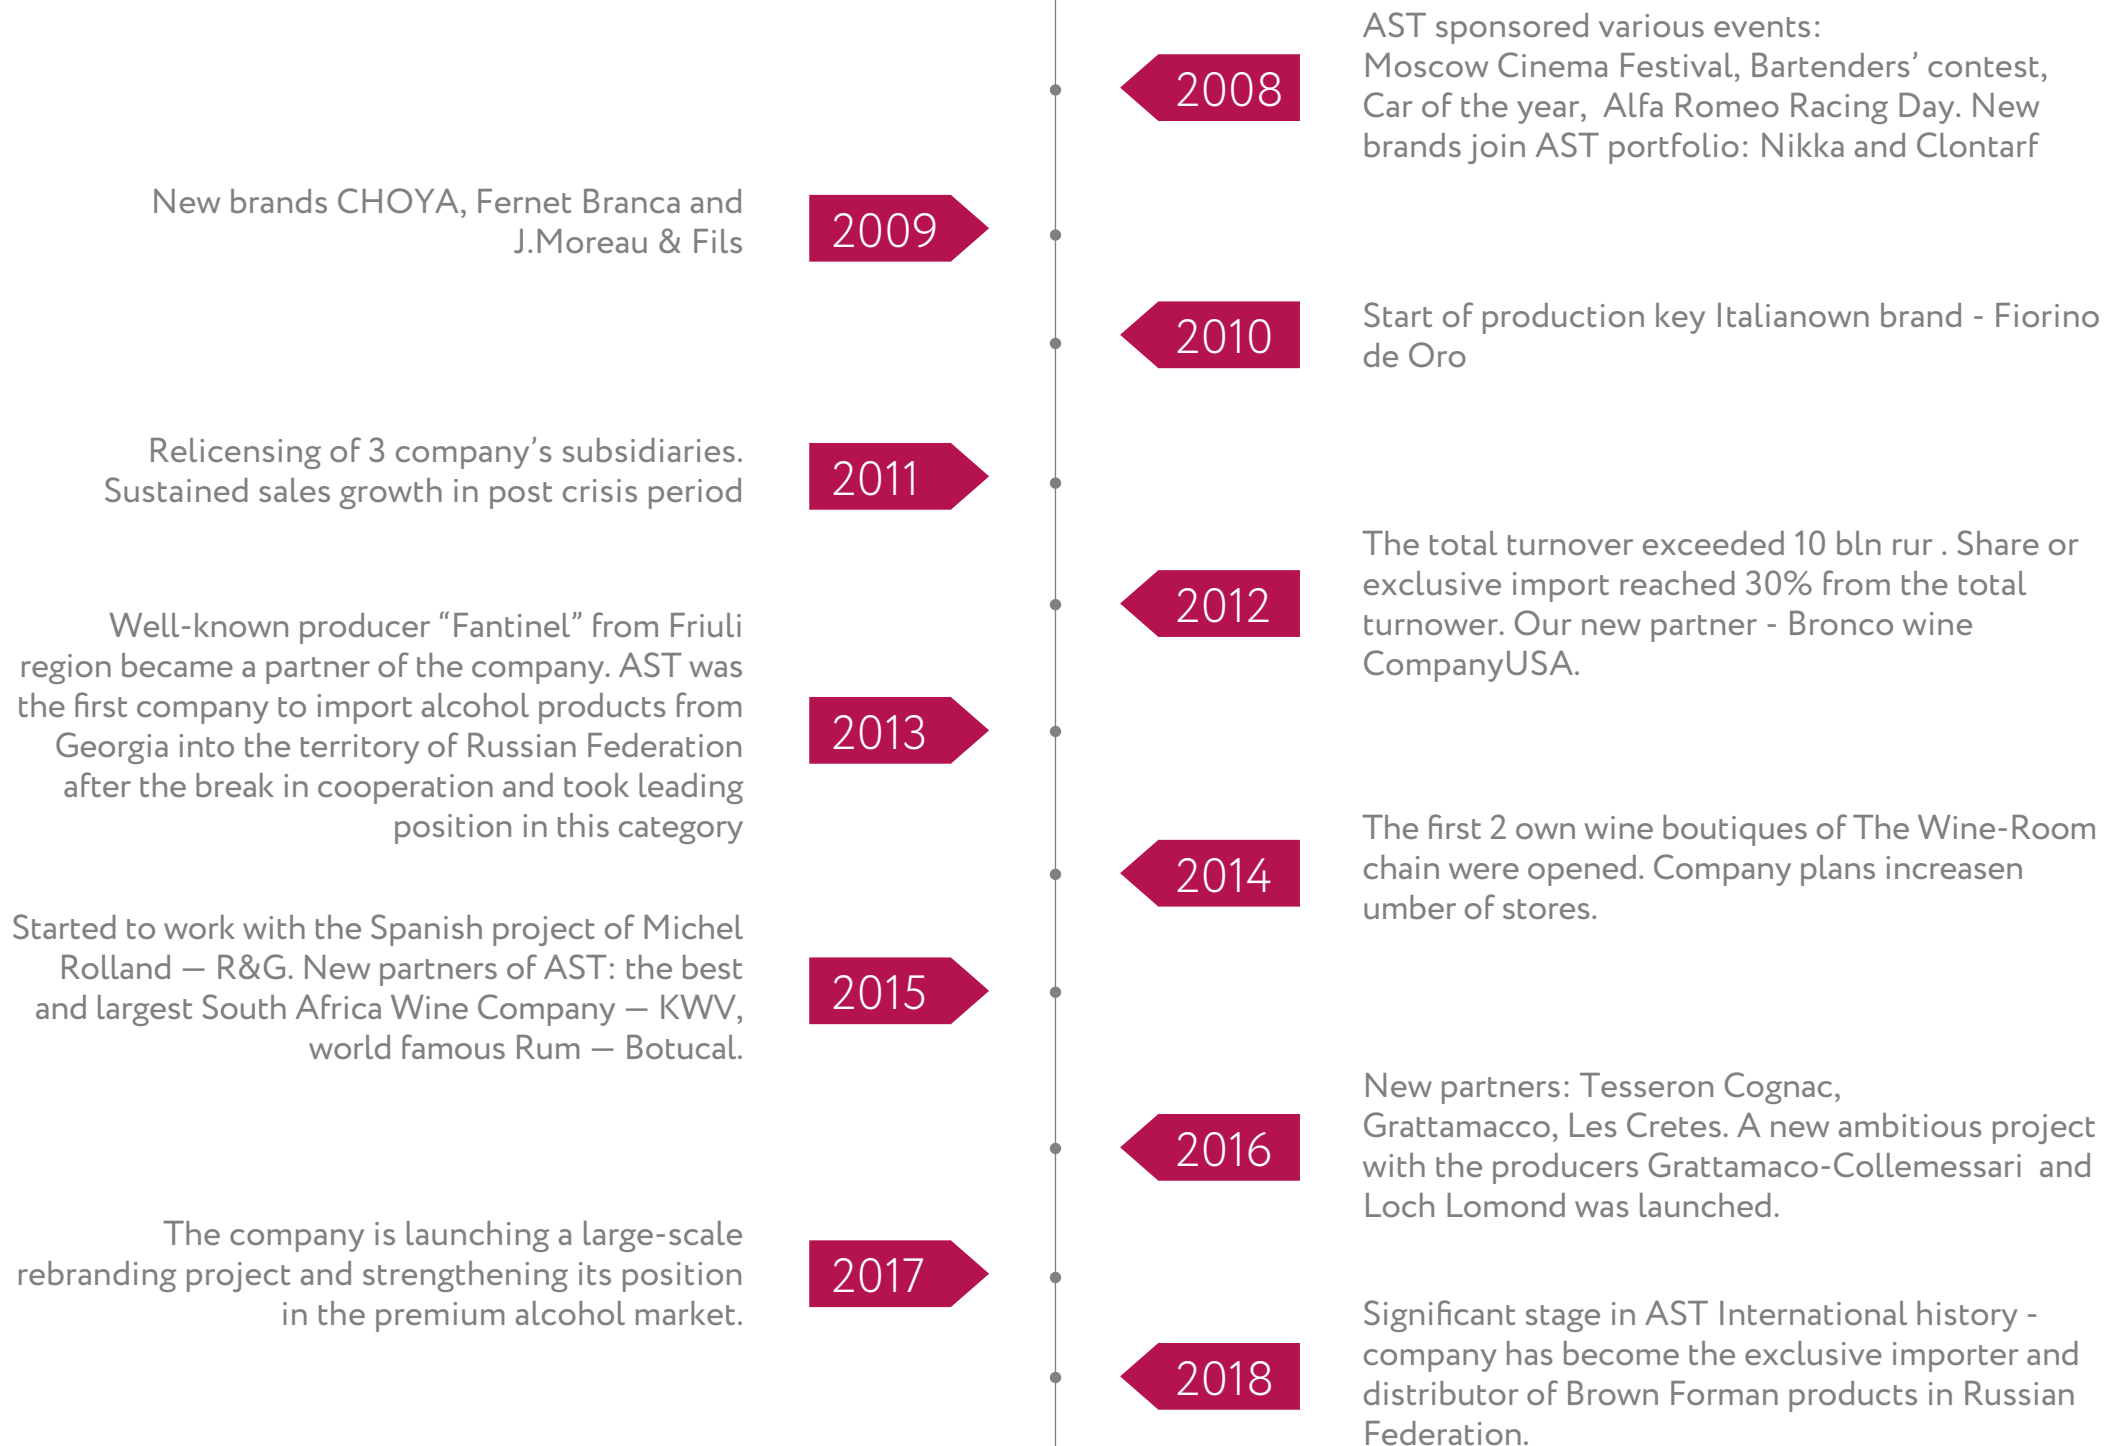 2008
AST sponsored various events:
Moscow Cinema Festival, Bartenders’ contest,
Car of the year,  Alfa Romeo Racing Day. New
brands join AST portfolio: Nikka and Clontarf
New brands CHOYA, Fernet Branca and
J.Moreau & Fils
2009
2010
Start of production key Italianown brand - Fiorino
de Oro
Relicensing of 3 company’s subsidiaries.
Sustained sales growth in post crisis period
2011
2012
The total turnover exceeded 10 bln rur . Share or
exclusive import reached 30% from the total
turnower. Our new partner - Bronco wine
CompanyUSA.
Well-known producer “Fantinel” from Friuli
region became a partner of the company. AST was
the first company to import alcohol products from
Georgia into the territory of Russian Federation
after the break in cooperation and took leading
position in this category
2013
2014
The first 2 own wine boutiques of The Wine-Room
chain were opened. Company plans increasen
umber of stores.
Started to work with the Spanish project of Michel
Rolland — R&G. New partners of AST: the best
and largest South Africa Wine Company — KWV,
world famous Rum — Botucal.
2015
2016
New partners: Tesseron Cognac,
Grattamacco, Les Cretes. A new ambitious project
with the producers Grattamaco-Collemessari  and
Loch Lomond was launched.
The company is launching a large-scale
rebranding project and strengthening its position
in the premium alcohol market.
2017
2018
Significant stage in AST International history -
company has become the exclusive importer and
distributor of Brown Forman products in Russian
Federation.